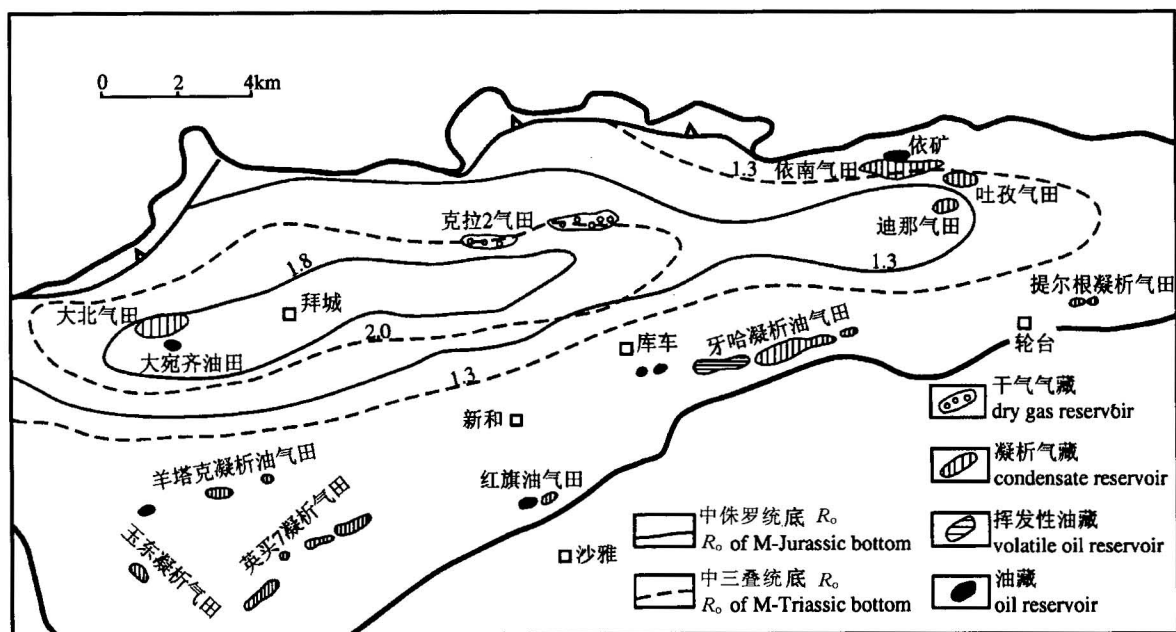 0 2 4km
依矿
1.3
依南气田
吐孜气田
克拉2气田
迪那气田
1.8
1.3
提尔根凝析气田
大北气田
拜城
大宛齐油田
2.0
库车
牙哈凝析油气田
轮台
1.3
干气气藏
dry gas reservoir
新和
凝析气藏
condensate reservoir
羊塔克凝析油气田
红旗油气田
英买7凝析气田
玉东凝析气田
中侏罗统底 Ro
Ro of M-Jurassic bottom
挥发性油藏
volatile oil reservoir
沙雅
中三叠统底 Ro
Ro of M-Triassic bottom
油藏
oil reservoir